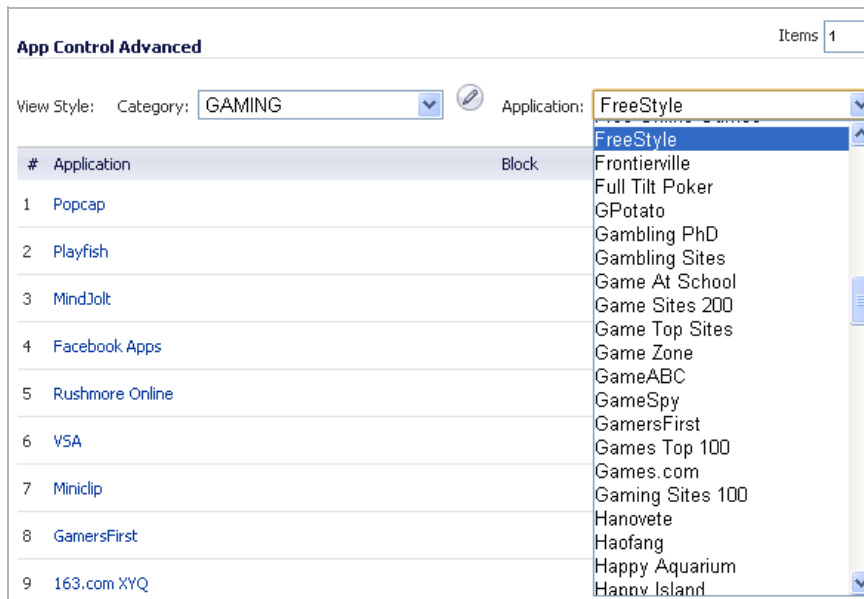 App Control Advanced
Items 1
View Style: Category: GAMING Application: FreeStyle
Free Online Games
FreeStyle
# Application Block
Frontierville
Full Tilt Poker
1 Popcap
GPotato
Gambling PhD
2 Playfish
Gambling Sites
Game At School
3 MindJolt
Game Sites 200
Game Top Sites
4 Facebook Apps
Game Zone
GameABC
5 Rushmore Online
GameSpy
GamersFirst
6 VSA
Games Top 100
Games.com
7 Miniclip
Gaming Sites 100
Hanovete
8 GamersFirst
Haofang
Happy Aquarium
9 163.com XYQ
Happy Island